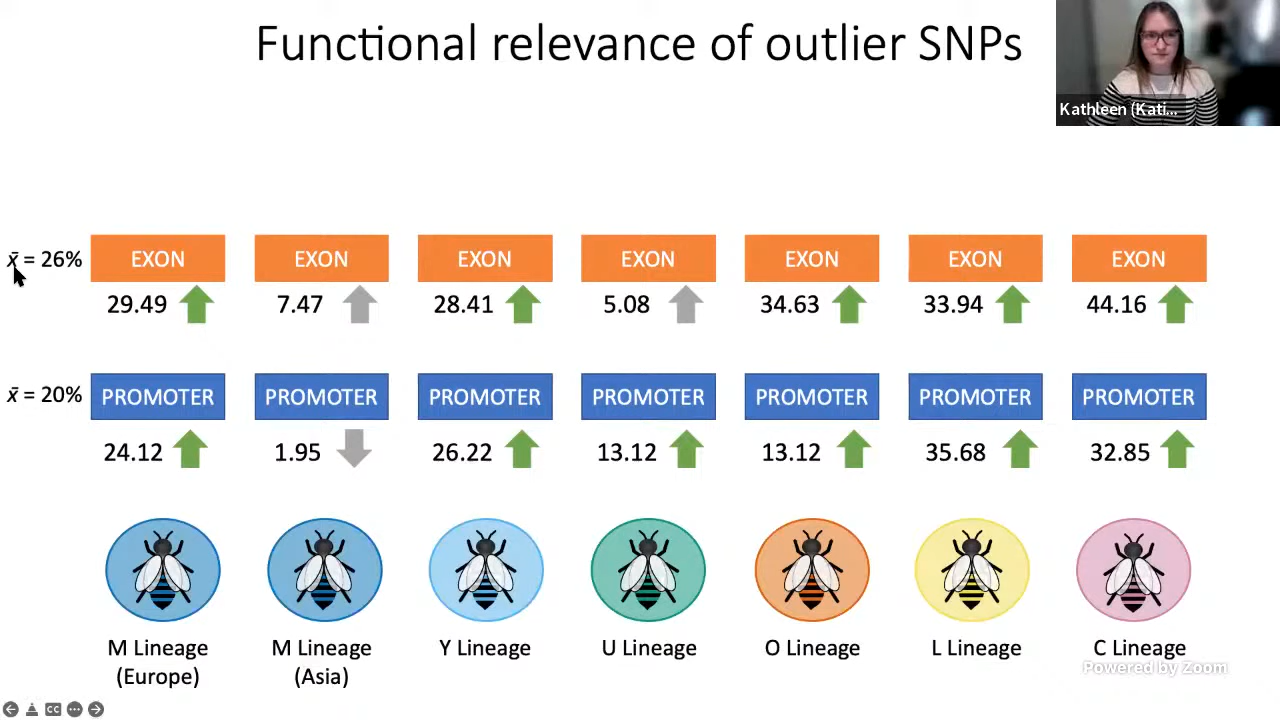 Functional relevance of outlier SNPs
Kathleen (Kati...
x̄ = 26% EXON EXON EXON EXON EXON EXON EXON
29.49 7.47 28.41 5.08 34.63 33.94 44.16
x̄ = 20% PROMOTER PROMOTER PROMOTER PROMOTER PROMOTER PROMOTER PROMOTER
24.12 1.95 26.22 13.12 13.12 35.68 32.85
M Lineage M Lineage Y Lineage U Lineage O Lineage L Lineage C Lineage
(Europe) (Asia)
Powered by Zoom
CC